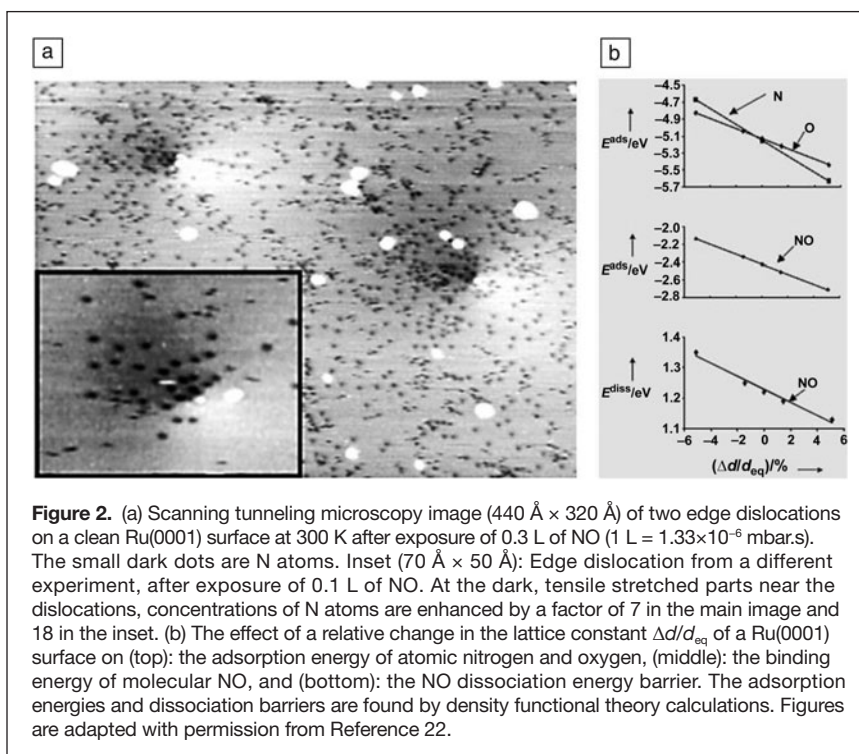 a
b
−4.5
−4.7
−4.9
−5.1
−5.3
−5.5
−5.7
E^ads/eV
N
O
−2.0
−2.2
−2.4
−2.6
−2.8
E^ads/eV
NO
1.4
1.3
1.2
1.1
E^diss/eV
NO
−6 −4 −2 0 2 4 6
(Δd/d_eq)/%
Figure 2. (a) Scanning tunneling microscopy image (440 Å × 320 Å) of two edge dislocations
on a clean Ru(0001) surface at 300 K after exposure of 0.3 L of NO (1 L = 1.33×10⁻⁶ mbar.s).
The small dark dots are N atoms. Inset (70 Å × 50 Å): Edge dislocation from a different
experiment, after exposure of 0.1 L of NO. At the dark, tensile stretched parts near the
dislocations, concentrations of N atoms are enhanced by a factor of 7 in the main image and
18 in the inset. (b) The effect of a relative change in the lattice constant Δd/d_eq of a Ru(0001)
surface on (top): the adsorption energy of atomic nitrogen and oxygen, (middle): the binding
energy of molecular NO, and (bottom): the NO dissociation energy barrier. The adsorption
energies and dissociation barriers are found by density functional theory calculations. Figures
are adapted with permission from Reference 22.